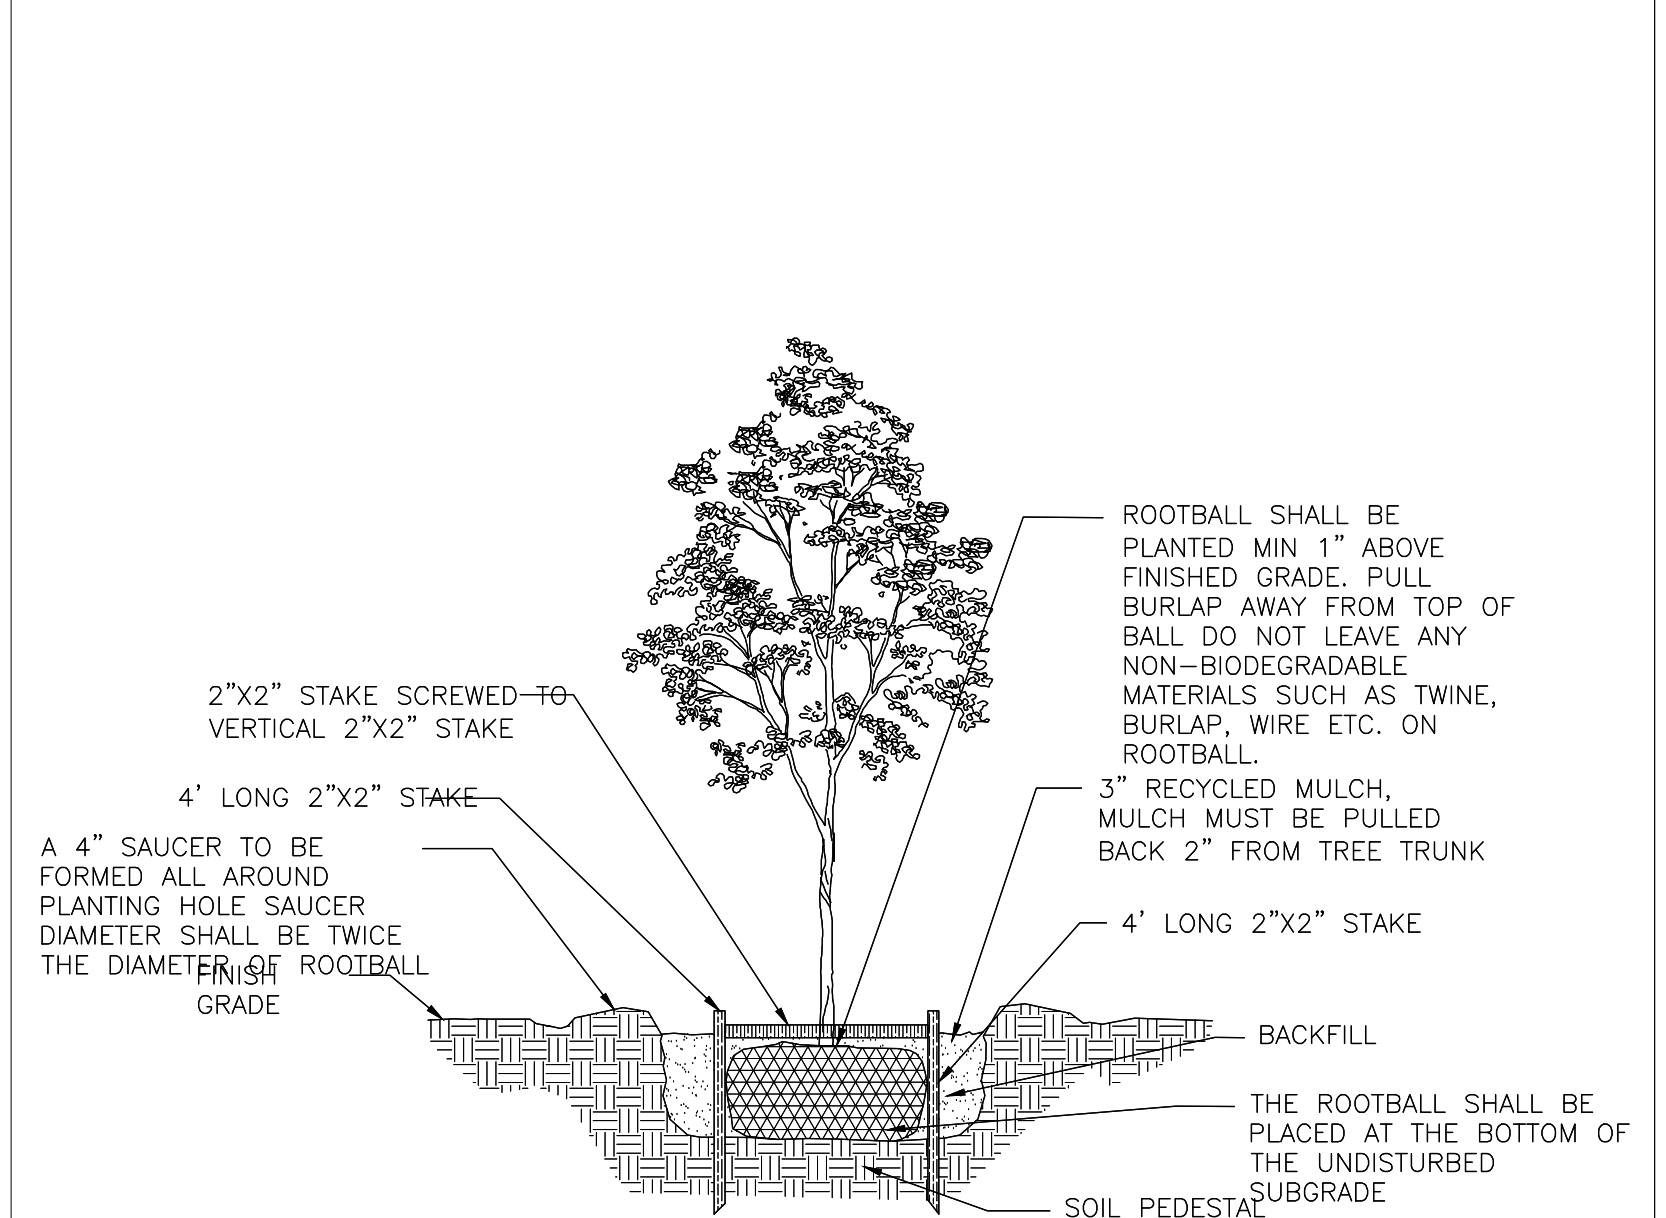 2”X2” STAKE SCREWED TO
VERTICAL 2”X2” STAKE
4’ LONG 2”X2” STAKE
A 4” SAUCER TO BE
FORMED ALL AROUND
PLANTING HOLE SAUCER
DIAMETER SHALL BE TWICE
THE DIAMETER OF ROOTBALL
FINISH
GRADE
ROOTBALL SHALL BE
PLANTED MIN 1” ABOVE
FINISHED GRADE. PULL
BURLAP AWAY FROM TOP OF
BALL DO NOT LEAVE ANY
NON–BIODEGRADABLE
MATERIALS SUCH AS TWINE,
BURLAP, WIRE ETC. ON
ROOTBALL.
3” RECYCLED MULCH,
MULCH MUST BE PULLED
BACK 2” FROM TREE TRUNK
4’ LONG 2”X2” STAKE
BACKFILL
THE ROOTBALL SHALL BE
PLACED AT THE BOTTOM OF
THE UNDISTURBED
SUBGRADE
SOIL PEDESTAL